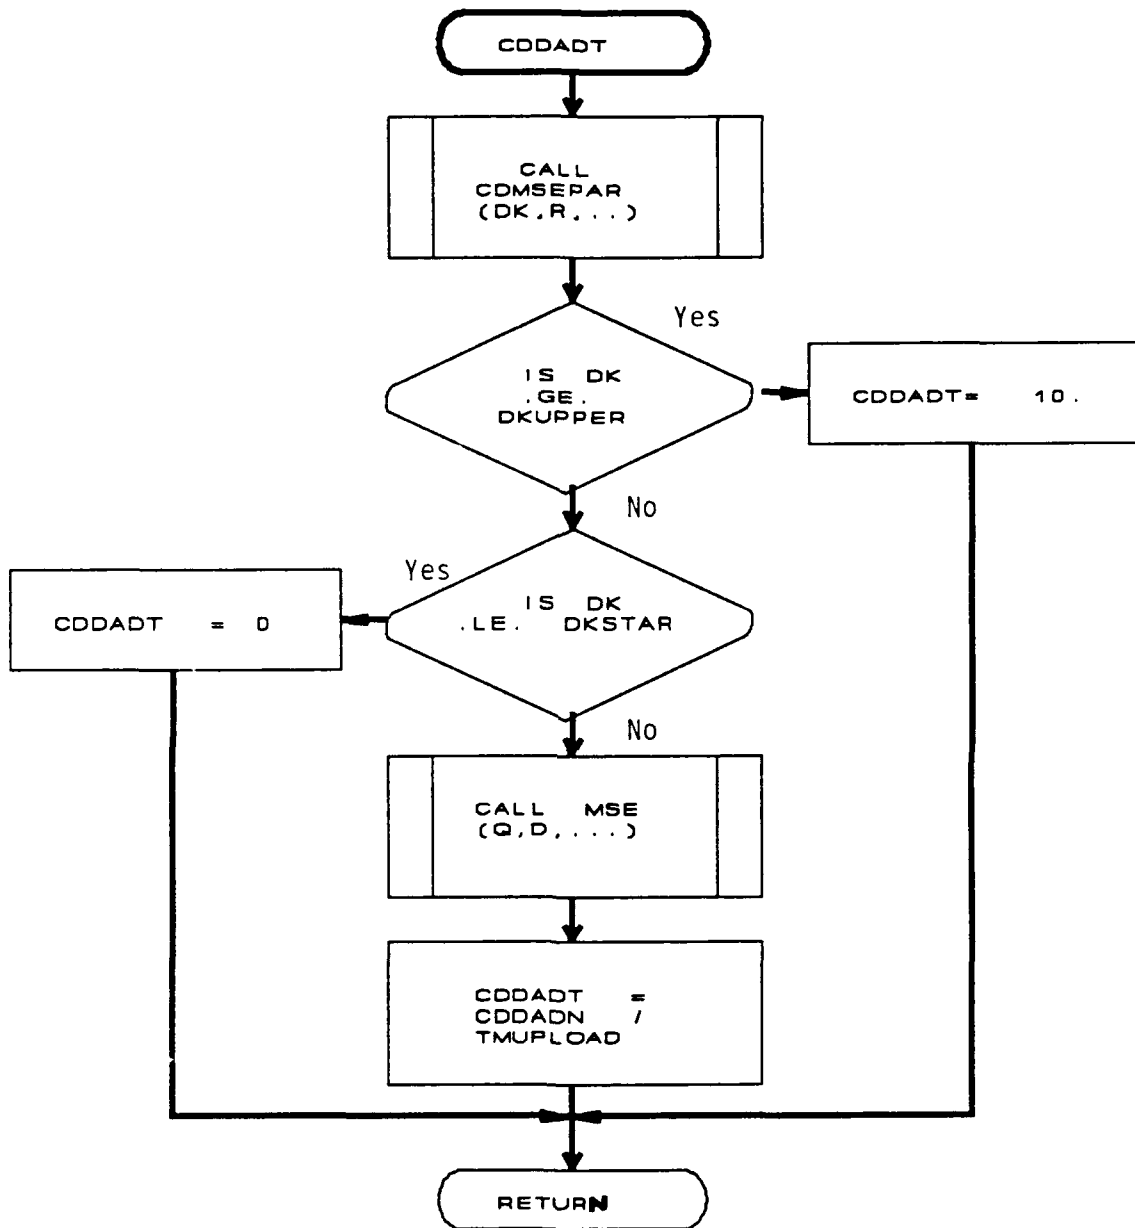 CDDADT
CALL
CDMSEPAR
(DK,R,..)
Yes
IS DK
.GE.
DKUPPER
CDDADT= 10.
No
Yes
IS DK
.LE. DKSTAR
CDDADT = 0
No
CALL MSE
(Q,D,...)
CDDADT =
CDDADN /
TMUPLOAD
RETURN